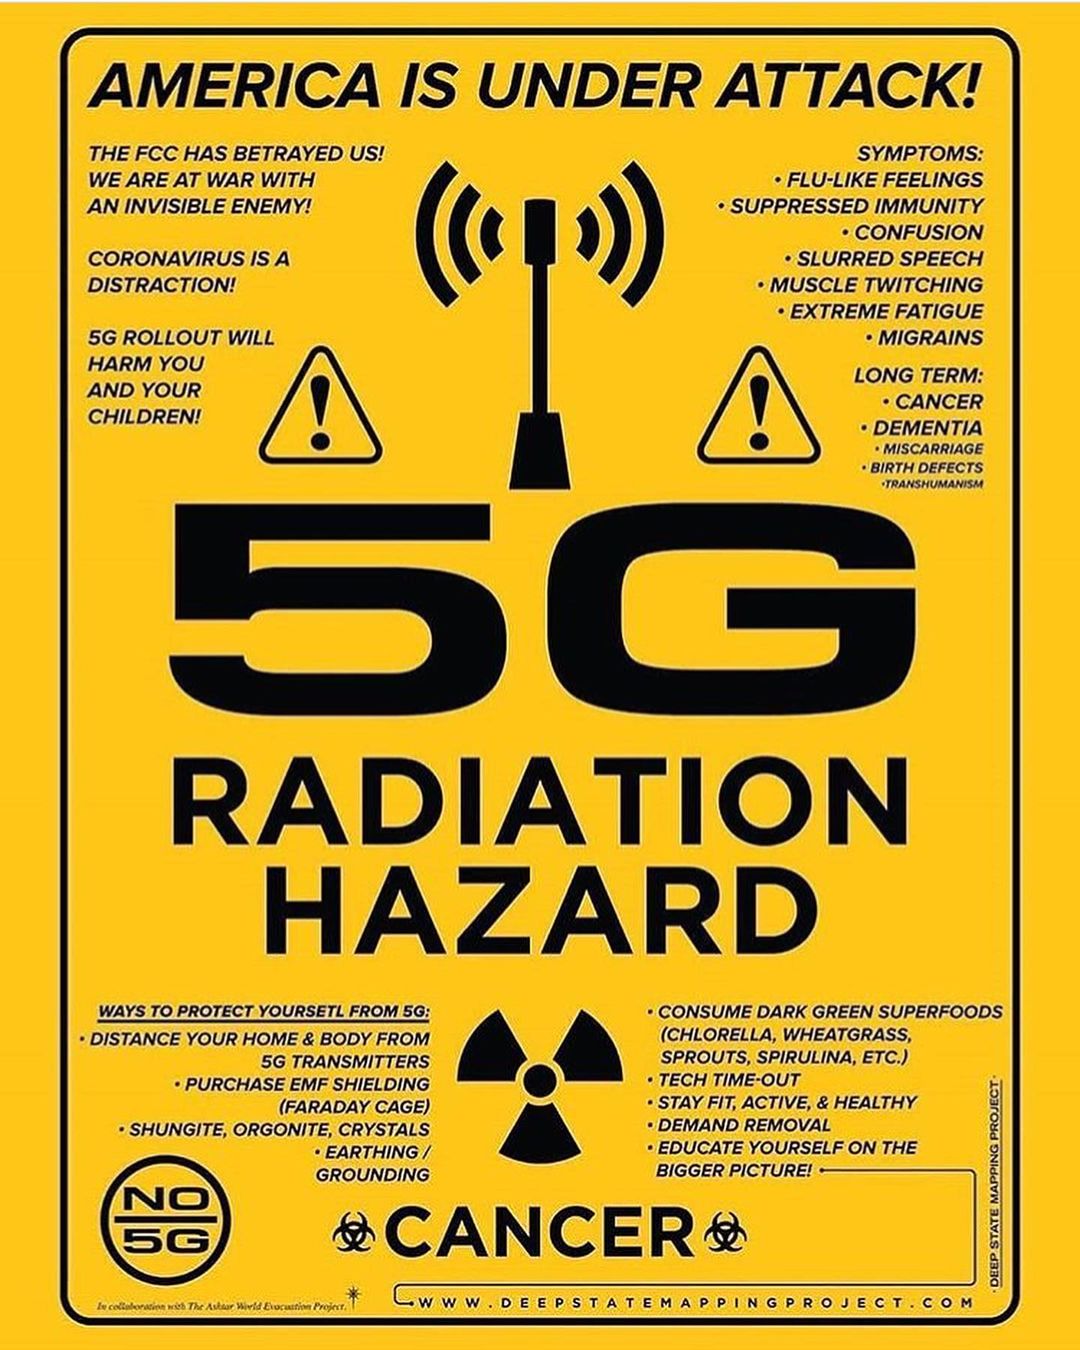 AMERICA IS UNDER ATTACK!
THE FCC HAS BETRAYED US!
WE ARE AT WAR WITH
AN INVISIBLE ENEMY!
CORONAVIRUS IS A
DISTRACTION!
5G ROLLOUT WILL
HARM YOU
AND YOUR
CHILDREN!
SYMPTOMS:
• FLU-LIKE FEELINGS
• SUPPRESSED IMMUNITY
• CONFUSION
• SLURRED SPEECH
• MUSCLE TWITCHING
• EXTREME FATIGUE
• MIGRAINS
LONG TERM:
• CANCER
• DEMENTIA
• MISCARRIAGE
• BIRTH DEFECTS
•TRANSHUMANISM
5G
RADIATION
HAZARD
WAYS TO PROTECT YOURSETL FROM 5G:
• DISTANCE YOUR HOME & BODY FROM
5G TRANSMITTERS
• PURCHASE EMF SHIELDING
(FARADAY CAGE)
• SHUNGITE, ORGONITE, CRYSTALS
• EARTHING /
GROUNDING
• CONSUME DARK GREEN SUPERFOODS
(CHLORELLA, WHEATGRASS,
SPROUTS, SPIRULINA, ETC.)
• TECH TIME-OUT
• STAY FIT, ACTIVE, & HEALTHY
• DEMAND REMOVAL
• EDUCATE YOURSELF ON THE
BIGGER PICTURE!
NO
5G
CANCER
In collaboration with The Ashtar World Evacuation Project.
WWW.DEEPSTATEMAPPINGPROJECT.COM
• DEEP STATE MAPPING PROJECT •